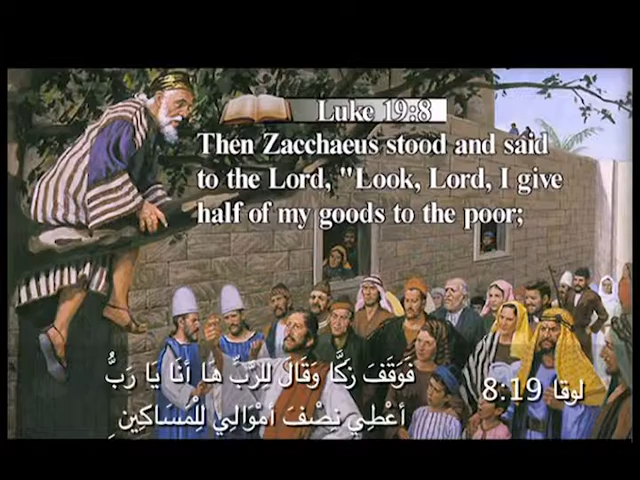 Luke 19:8
Then Zacchaeus stood and said
to the Lord, "Look, Lord, I give
half of my goods to the poor;
فَوَقَفَ زَكَّا وَقَالَ لِلرَّبِّ هَا أَنَا يَا رَبُّ
أُعْطِي نِصْفَ أَمْوَالِي لِلْمَسَاكِينِ
لوقا 8:19